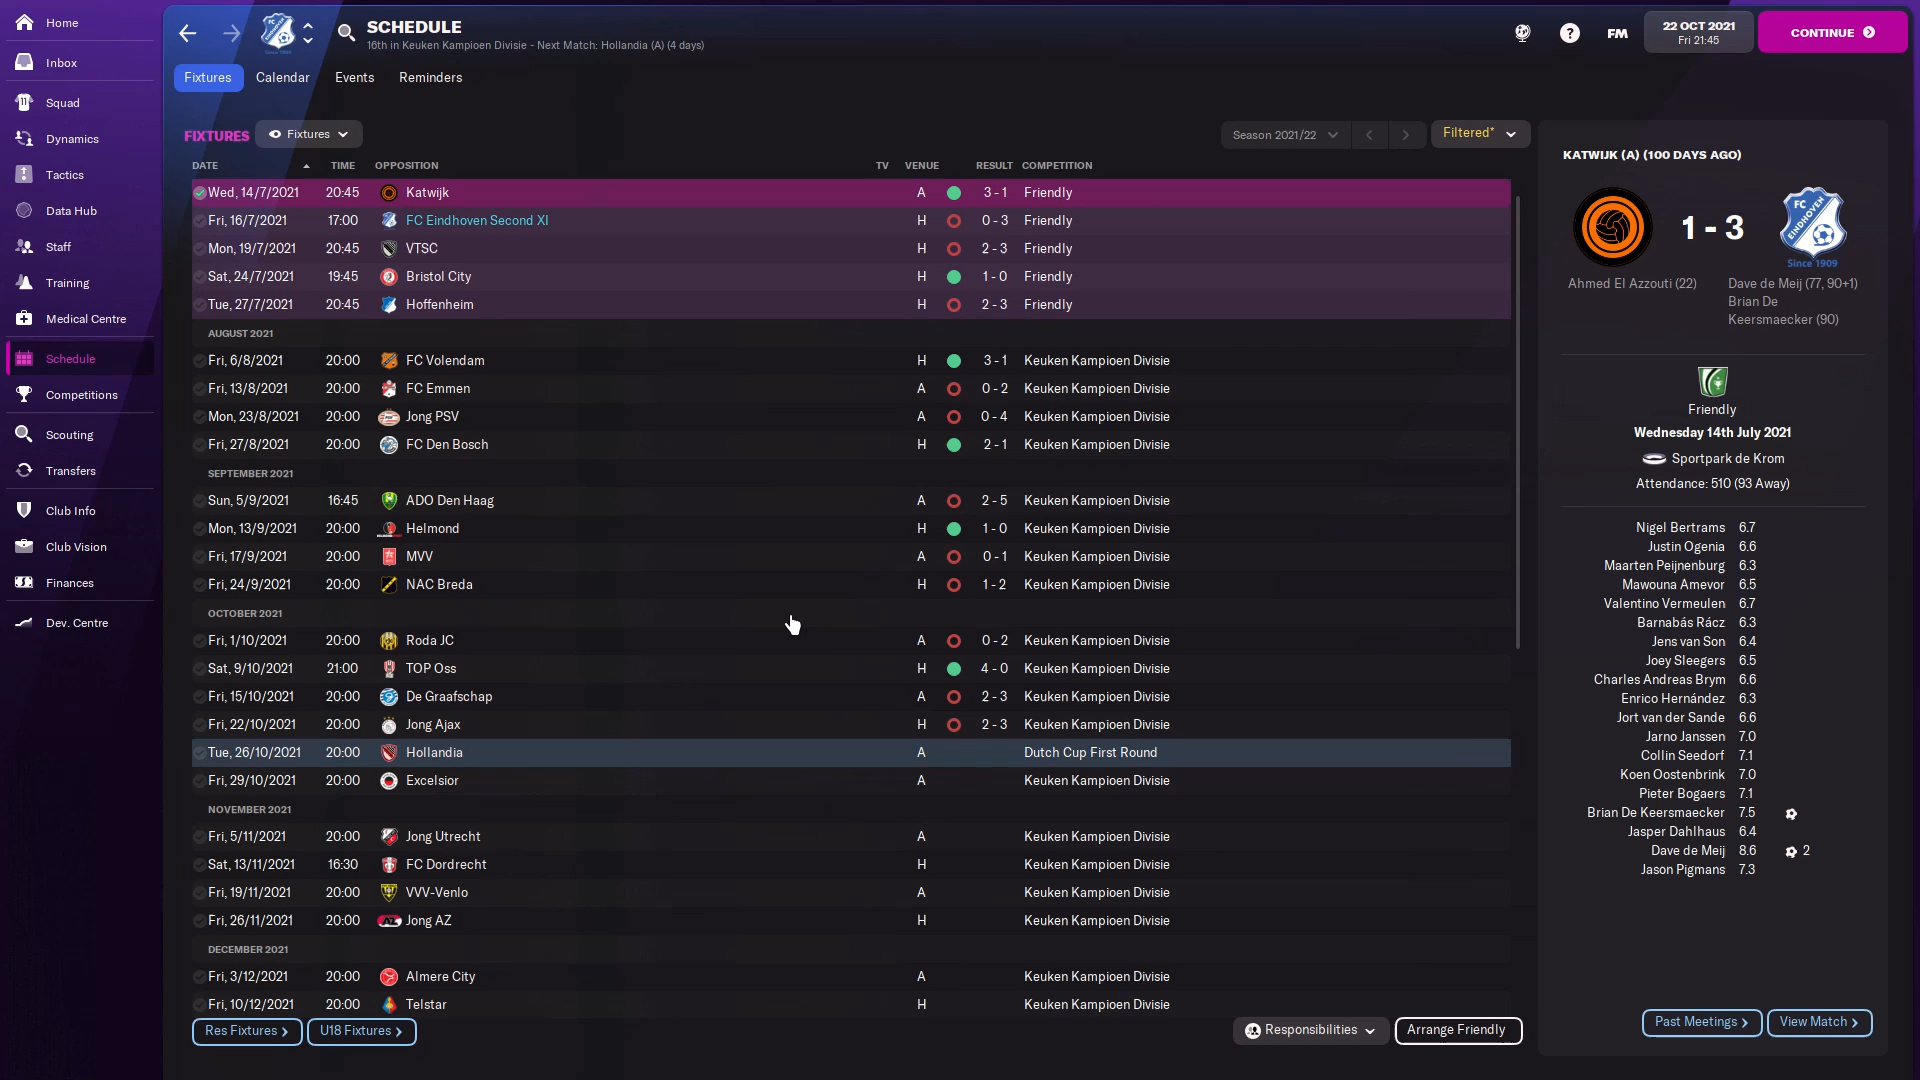 Home
Inbox
Squad
Dynamics
Tactics
Data Hub
Staff
Training
Medical Centre
Schedule
Competitions
Scouting
Transfers
Club Info
Club Vision
Finances
Dev. Centre
SCHEDULE
16th in Keuken Kampioen Divisie - Next Match: Hollandia (A) (4 days)
FM
22 OCT 2021
Fri 21:45
CONTINUE
Fixtures Calendar Events Reminders
FIXTURES Fixtures Season 2021/22 Filtered*
DATE TIME OPPOSITION TV VENUE RESULT COMPETITION
Wed, 14/7/2021 20:45 Katwijk A 3 - 1 Friendly
Fri, 16/7/2021 17:00 FC Eindhoven Second XI H 0 - 3 Friendly
Mon, 19/7/2021 20:45 VTSC H 2 - 3 Friendly
Sat, 24/7/2021 19:45 Bristol City H 1 - 0 Friendly
Tue, 27/7/2021 20:45 Hoffenheim H 2 - 3 Friendly
AUGUST 2021
Fri, 6/8/2021 20:00 FC Volendam H 3 - 1 Keuken Kampioen Divisie
Fri, 13/8/2021 20:00 FC Emmen A 0 - 2 Keuken Kampioen Divisie
Mon, 23/8/2021 20:00 Jong PSV A 0 - 4 Keuken Kampioen Divisie
Fri, 27/8/2021 20:00 FC Den Bosch H 2 - 1 Keuken Kampioen Divisie
SEPTEMBER 2021
Sun, 5/9/2021 16:45 ADO Den Haag A 2 - 5 Keuken Kampioen Divisie
Mon, 13/9/2021 20:00 Helmond H 1 - 0 Keuken Kampioen Divisie
Fri, 17/9/2021 20:00 MVV A 0 - 1 Keuken Kampioen Divisie
Fri, 24/9/2021 20:00 NAC Breda H 1 - 2 Keuken Kampioen Divisie
OCTOBER 2021
Fri, 1/10/2021 20:00 Roda JC A 0 - 2 Keuken Kampioen Divisie
Sat, 9/10/2021 21:00 TOP Oss H 4 - 0 Keuken Kampioen Divisie
Fri, 15/10/2021 20:00 De Graafschap A 2 - 3 Keuken Kampioen Divisie
Fri, 22/10/2021 20:00 Jong Ajax H 2 - 3 Keuken Kampioen Divisie
Tue, 26/10/2021 20:00 Hollandia A Dutch Cup First Round
Fri, 29/10/2021 20:00 Excelsior A Keuken Kampioen Divisie
NOVEMBER 2021
Fri, 5/11/2021 20:00 Jong Utrecht A Keuken Kampioen Divisie
Sat, 13/11/2021 16:30 FC Dordrecht H Keuken Kampioen Divisie
Fri, 19/11/2021 20:00 VVV-Venlo A Keuken Kampioen Divisie
Fri, 26/11/2021 20:00 Jong AZ H Keuken Kampioen Divisie
DECEMBER 2021
Fri, 3/12/2021 20:00 Almere City A Keuken Kampioen Divisie
Fri, 10/12/2021 20:00 Telstar H Keuken Kampioen Divisie
Res Fixtures U18 Fixtures Responsibilities Arrange Friendly
KATWIJK (A) (100 DAYS AGO)
1 - 3
FC
EINDHOVEN
Since 1909
Ahmed El Azzouti (22)
Dave de Meij (77, 90+1)
Brian De
Keersmaecker (90)
Friendly
Wednesday 14th July 2021
Sportpark de Krom
Attendance: 510 (93 Away)
Nigel Bertrams 6.7
Justin Ogenia 6.6
Maarten Peijnenburg 6.3
Mawouna Amevor 6.5
Valentino Vermeulen 6.7
Barnabás Rácz 6.3
Jens van Son 6.4
Joey Sleegers 6.5
Charles Andreas Brym 6.6
Enrico Hernández 6.3
Jort van der Sande 6.6
Jarno Janssen 7.0
Collin Seedorf 7.1
Koen Oostenbrink 7.0
Pieter Bogaers 7.1
Brian De Keersmaecker 7.5
Jasper Dahlhaus 6.4
Dave de Meij 8.6 2
Jason Pigmans 7.3
Past Meetings View Match